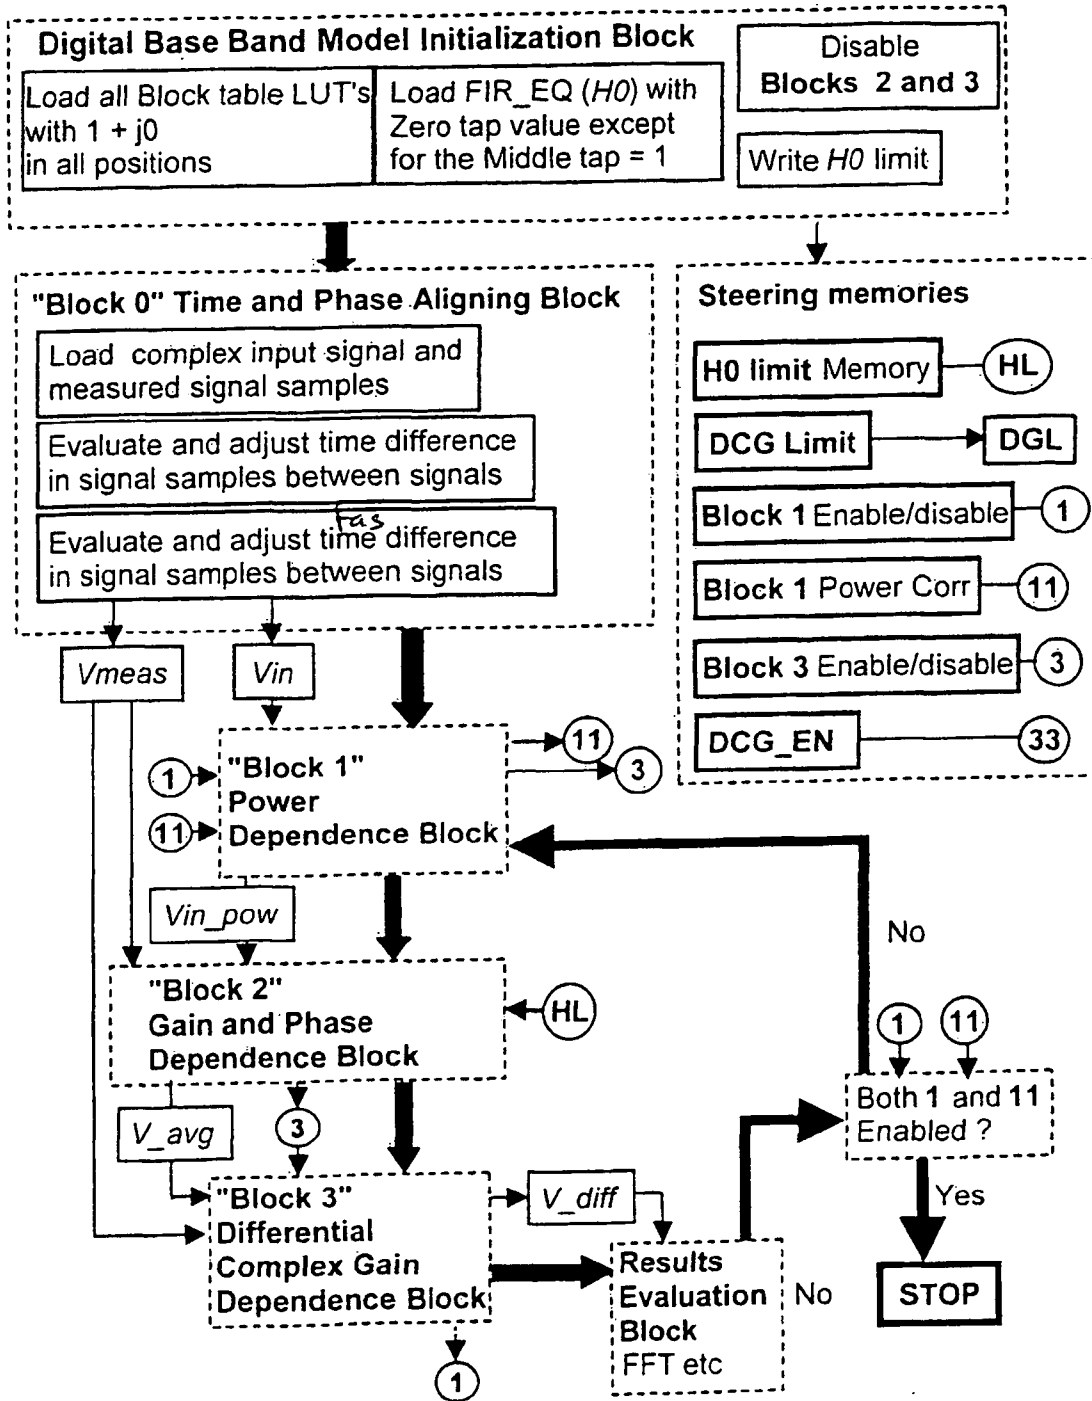 Digital Base Band Model Initialization Block
Load all Block table LUT's
with 1 + j0
in all positions
Load FIR_EQ (H0) with
Zero tap value except
for the Middle tap = 1
Disable
Blocks 2 and 3
Write H0 limit
"Block 0" Time and Phase Aligning Block
Load complex input signal and
measured signal samples
Evaluate and adjust time difference
in signal samples between signals
Fas
Evaluate and adjust time difference
in signal samples between signals
Steering memories
H0 limit Memory
HL
DCG Limit
DGL
Block 1 Enable/disable
1
Block 1 Power Corr
11
Block 3 Enable/disable
3
DCG_EN
33
Vmeas
Vin
1
11
"Block 1"
Power
Dependence Block
11
3
Vin_pow
"Block 2"
Gain and Phase
Dependence Block
HL
No
1
11
Both 1 and 11
Enabled ?
V_avg
3
"Block 3"
Differential
Complex Gain
Dependence Block
V_diff
Results
Evaluation
Block
FFT etc
No
Yes
STOP
1